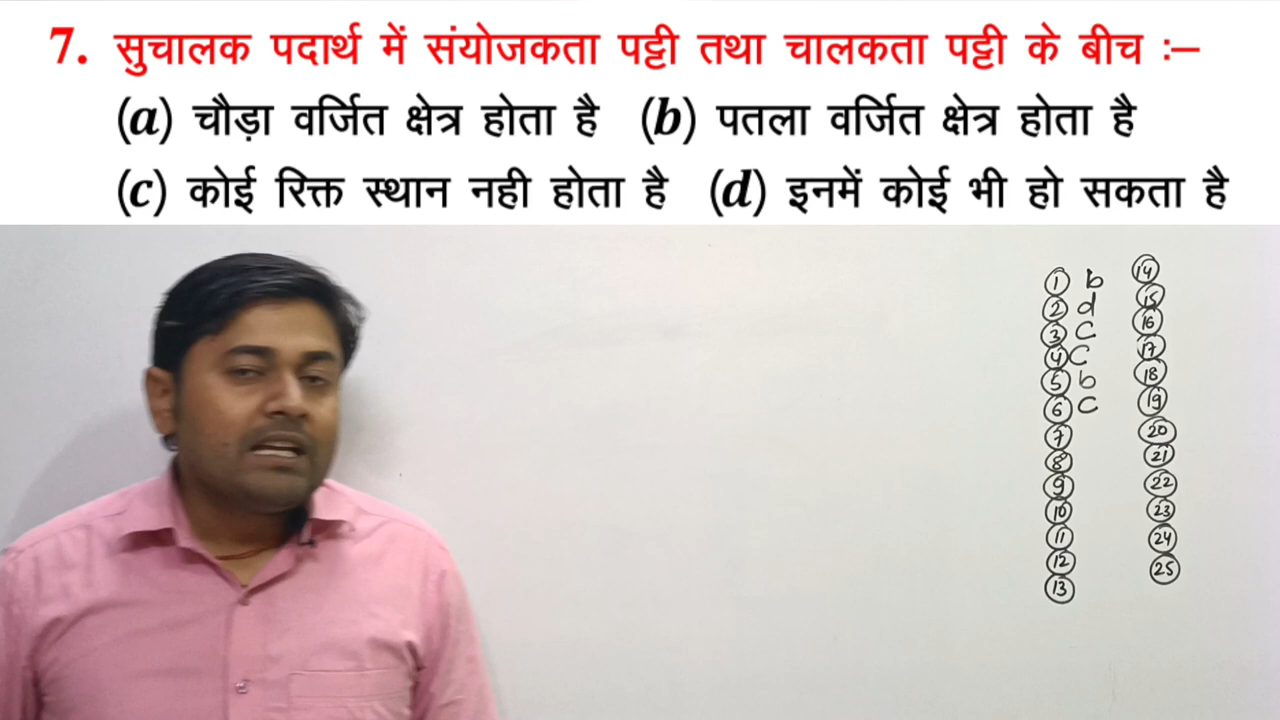 7. सुचालक पदार्थ में संयोजकता पट्टी तथा चालकता पट्टी के बीच :–
(a) चौड़ा वर्जित क्षेत्र होता है (b) पतला वर्जित क्षेत्र होता है
(c) कोई रिक्त स्थान नही होता है (d) इनमें कोई भी हो सकता है
1 b
2 d
3 c
4 c
5 b
6 c
7
8
9
10
11
12
13
14
15
16
17
18
19
20
21
22
23
24
25